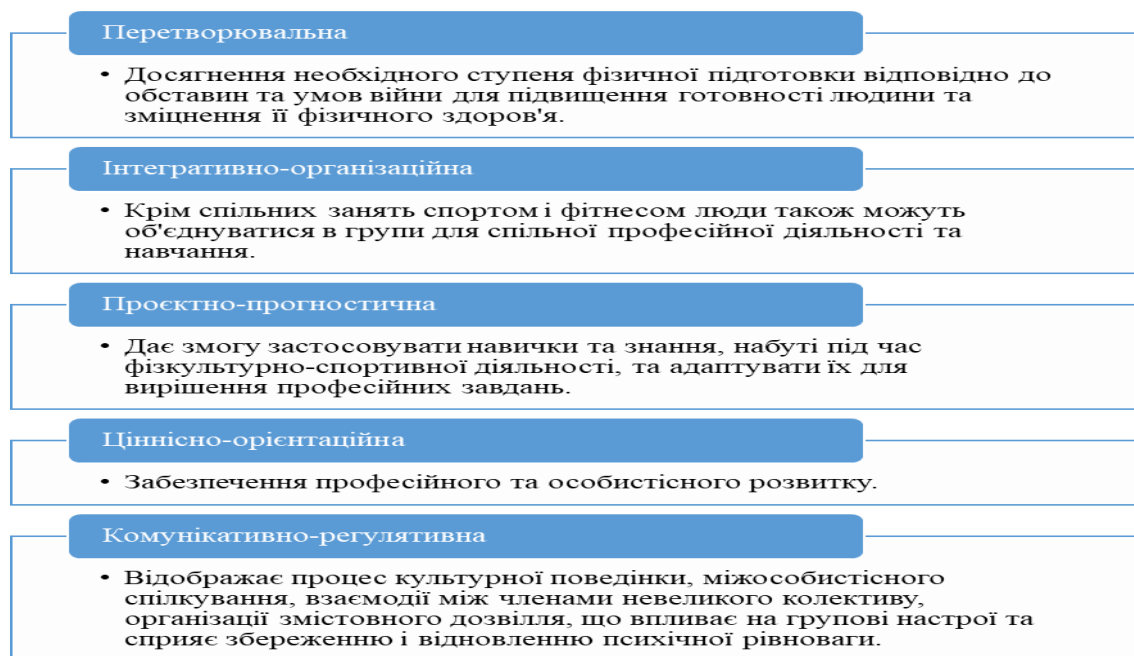 Перетворювальна
• Досягнення необхідного ступеня фізичної підготовки відповідно до
обставин та умов війни для підвищення готовності людини та
зміцнення її фізичного здоров'я.
Інтегративно-організаційна
• Крім спільних занять спортом і фітнесом люди також можуть
об'єднуватися в групи для спільної професійної діяльності та
навчання.
Проєктно-прогностична
• Дає змогу застосовувати навички та знання, набуті під час
фізкультурно-спортивної діяльності, та адаптувати їх для
вирішення професійних завдань.
Ціннісно-орієнтаційна
• Забезпечення професійного та особистісного розвитку.
Комунікативно-регулятивна
• Відображає процес культурної поведінки, міжособистісного
спілкування, взаємодії між членами невеликого колективу,
організації змістовного дозвілля, що впливає на групові настрої та
сприяє збереженню і відновленню психічної рівноваги.